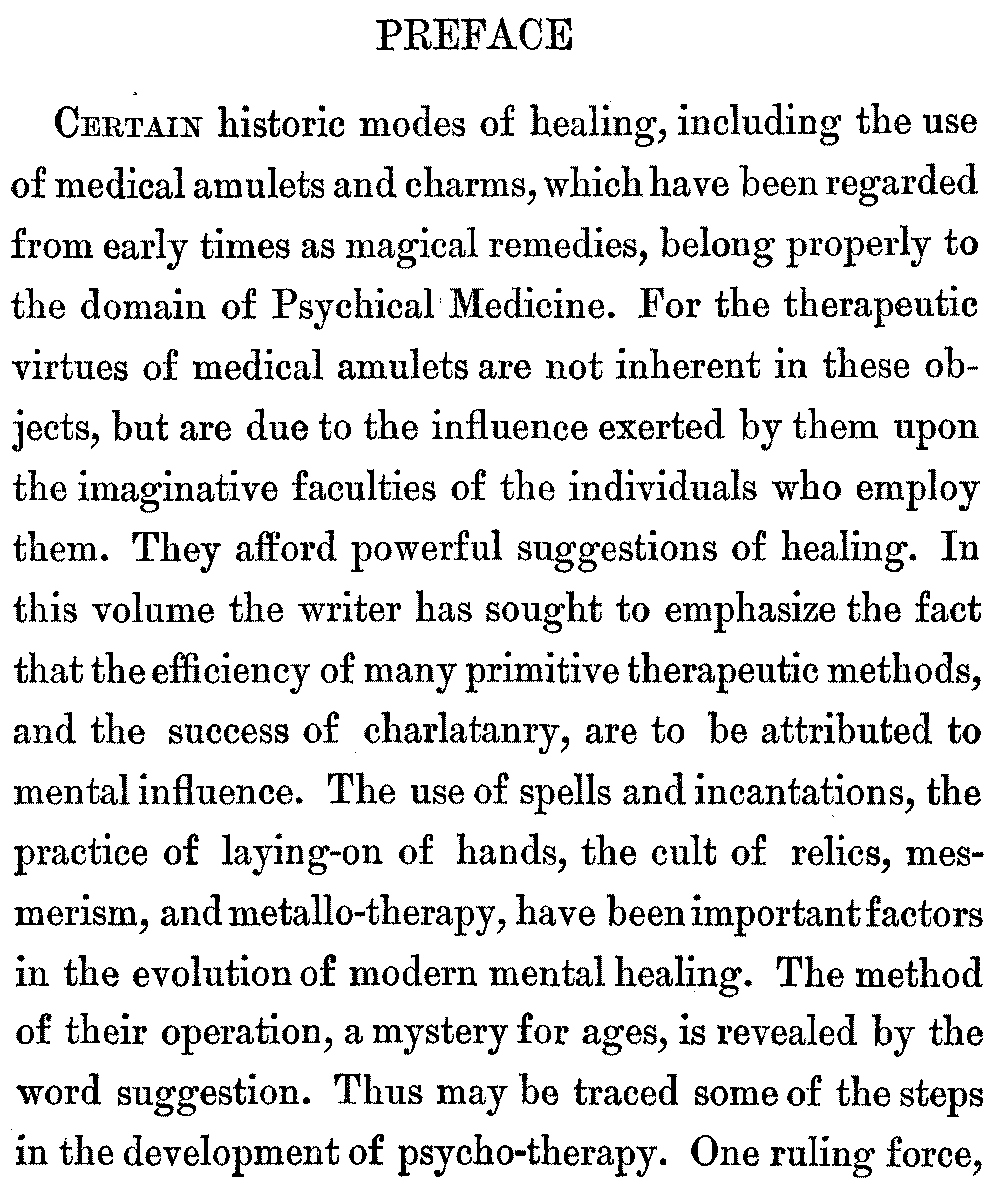 PREFACE
CERTAIN historic modes of healing, including the use
of medical amulets and charms, which have been regarded
from early times as magical remedies, belong properly to
the domain of Psychical Medicine. For the therapeutic
virtues of medical amulets are not inherent in these ob-
jects, but are due to the influence exerted by them upon
the imaginative faculties of the individuals who employ
them. They afford powerful suggestions of healing. In
this volume the writer has sought to emphasize the fact
that the efficiency of many primitive therapeutic methods,
and the success of charlatanry, are to be attributed to
mental influence. The use of spells and incantations, the
practice of laying-on of hands, the cult of relics, mes-
merism, and metallo-therapy, have been important factors
in the evolution of modern mental healing. The method
of their operation, a mystery for ages, is revealed by the
word suggestion. Thus may be traced some of the steps
in the development of psycho-therapy. One ruling force,